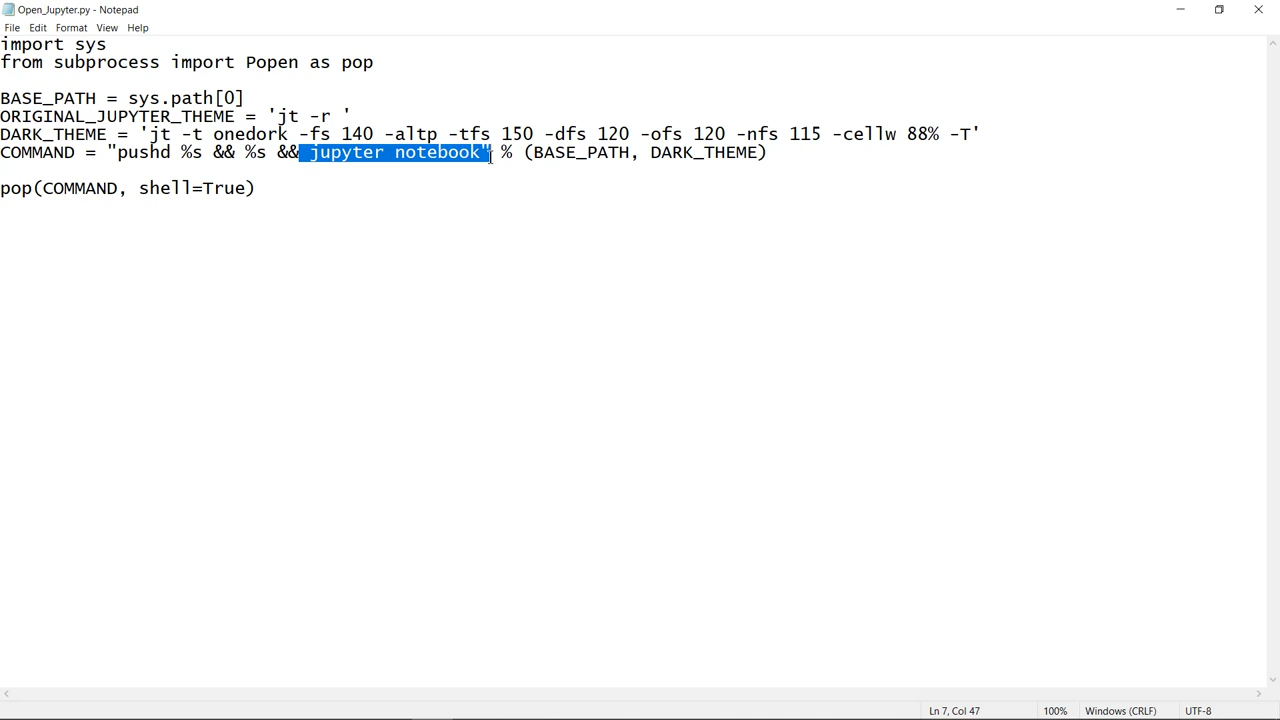 Open_Jupyter.py - Notepad
File Edit Format View Help
import sys
from subprocess import Popen as pop
BASE_PATH = sys.path[0]
ORIGINAL_JUPYTER_THEME = 'jt -r '
DARK_THEME = 'jt -t onedork -fs 140 -altp -tfs 150 -dfs 120 -ofs 120 -nfs 115 -cellw 88% -T'
COMMAND = "pushd %s && %s && jupyter notebook" % (BASE_PATH, DARK_THEME)
pop(COMMAND, shell=True)
Ln 7, Col 47 100% Windows (CRLF) UTF-8